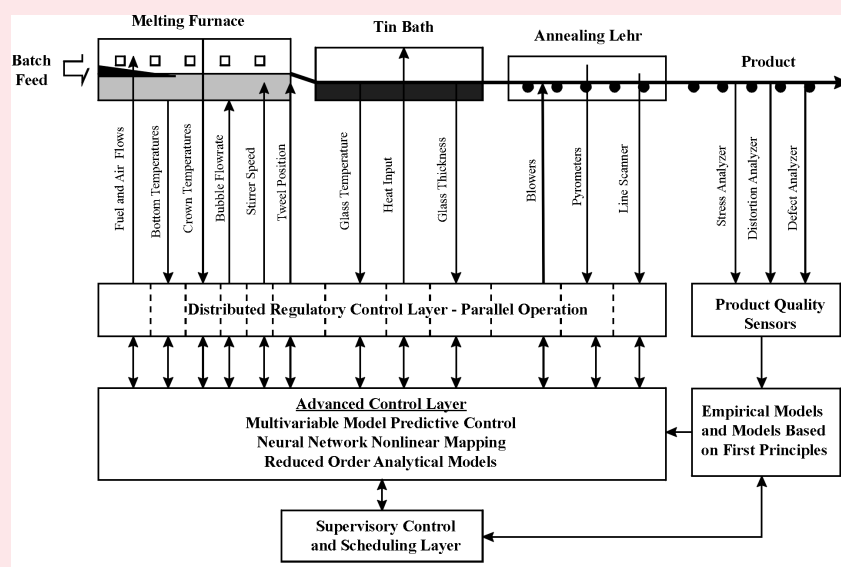 Melting Furnace
Tin Bath
Annealing Lehr
Product
Batch
Feed
Fuel and Air Flows
Bottom Temperatures
Crown Temperatures
Bubble Flowrate
Stirrer Speed
Tweel Position
Glass Temperature
Heat Input
Glass Thickness
Blowers
Pyrometers
Line Scanner
Stress Analyzer
Distortion Analyzer
Defect Analyzer
Distributed Regulatory Control Layer - Parallel Operation
Product Quality
Sensors
Advanced Control Layer
Multivariable Model Predictive Control
Neural Network Nonlinear Mapping
Reduced Order Analytical Models
Empirical Models
and Models Based
on First Principles
Supervisory Control
and Scheduling Layer